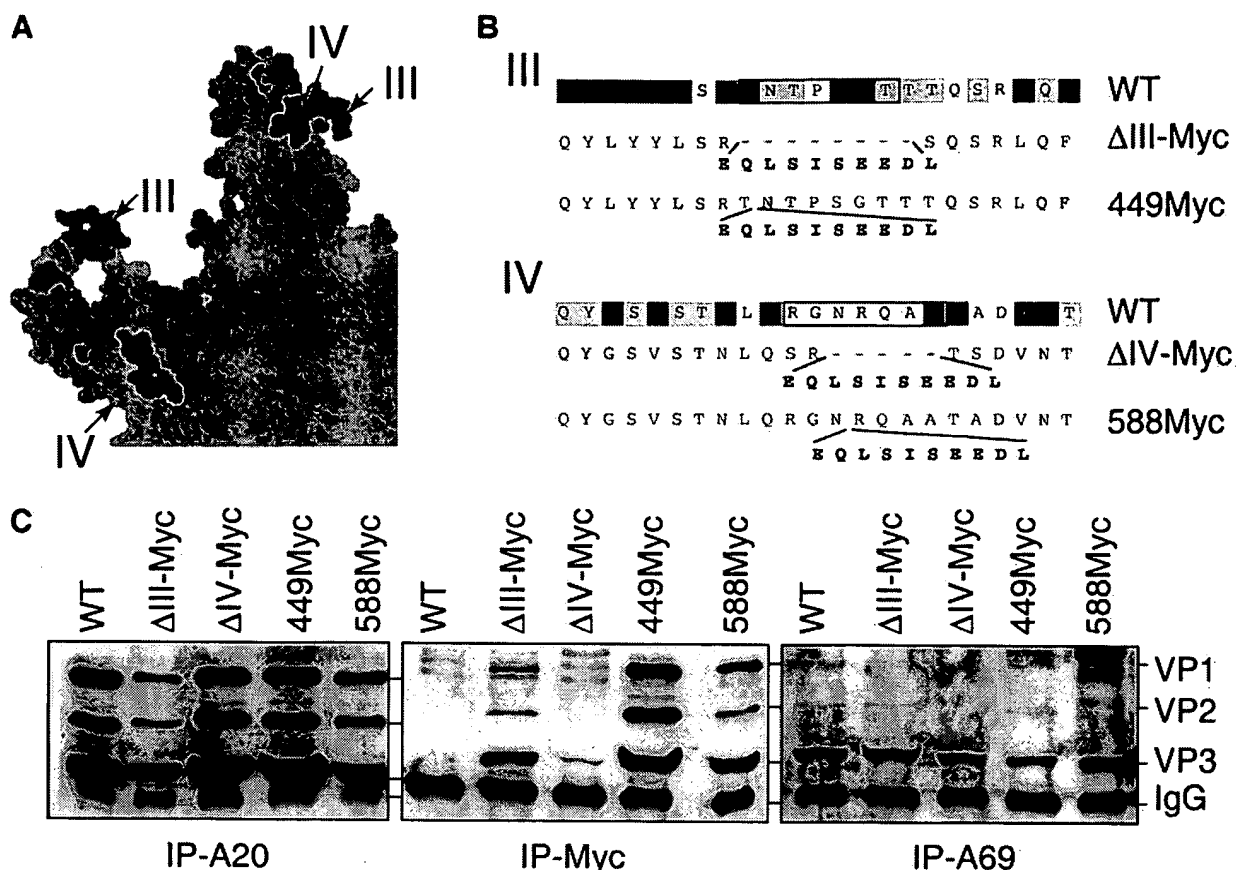 A
IV
III
III
IV
B
III
S N T P T T T Q S R Q WT
Q Y L Y Y L S R - - - - - - - - S Q S R L Q F ΔIII-Myc
E Q L S I S E E D L
Q Y L Y Y L S R T N T P S G T T T Q S R L Q F 449Myc
E Q L S I S E E D L
IV
Q Y S S T L R G N R Q A A D T WT
Q Y G S V S T N L Q S R - - - - - T S D V N T ΔIV-Myc
E Q L S I S E E D L
Q Y G S V S T N L Q R G N R Q A A T A D V N T 588Myc
E Q L S I S E E D L
C
WT ΔIII-Myc ΔIV-Myc 449Myc 588Myc WT ΔIII-Myc ΔIV-Myc 449Myc 588Myc WT ΔIII-Myc ΔIV-Myc 449Myc 588Myc
VP1
VP2
VP3
IgG
IP-A20 IP-Myc IP-A69